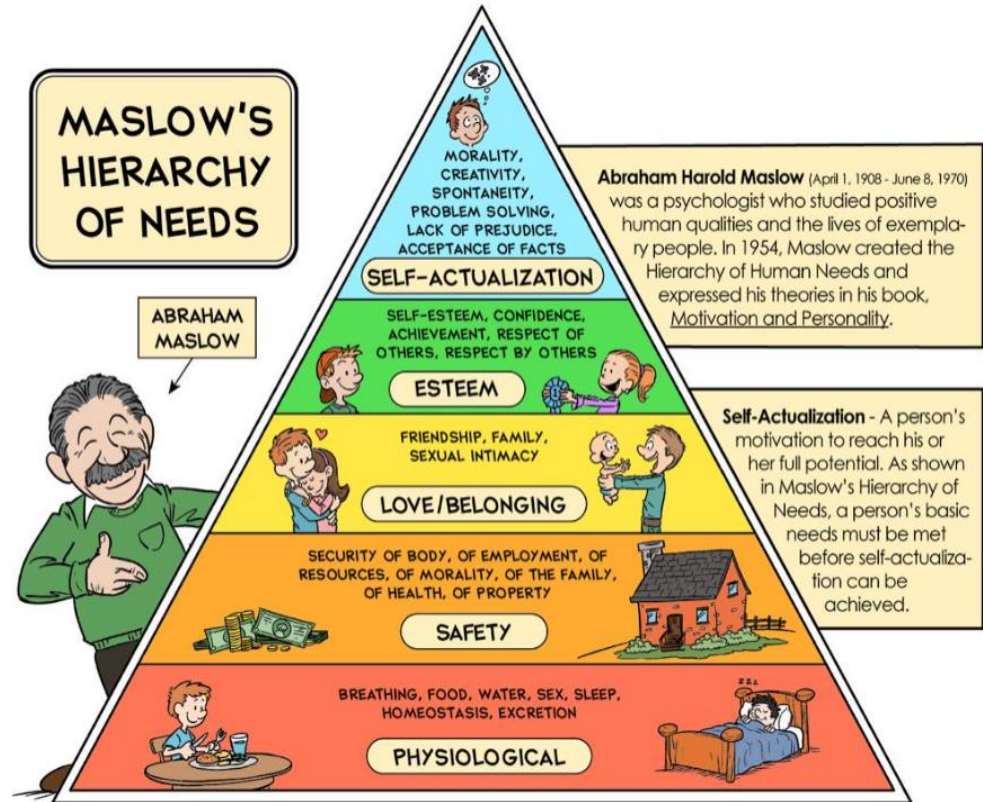 MASLOW'S
HIERARCHY
OF NEEDS
ABRAHAM
MASLOW
MORALITY,
CREATIVITY,
SPONTANEITY,
PROBLEM SOLVING,
LACK OF PREJUDICE,
ACCEPTANCE OF FACTS
SELF-ACTUALIZATION
SELF-ESTEEM, CONFIDENCE,
ACHIEVEMENT, RESPECT OF
OTHERS, RESPECT BY OTHERS
ESTEEM
FRIENDSHIP, FAMILY,
SEXUAL INTIMACY
LOVE/BELONGING
SECURITY OF BODY, OF EMPLOYMENT, OF
RESOURCES, OF MORALITY, OF THE FAMILY,
OF HEALTH, OF PROPERTY
SAFETY
BREATHING, FOOD, WATER, SEX, SLEEP,
HOMEOSTASIS, EXCRETION
PHYSIOLOGICAL
zzz
Abraham Harold Maslow (April 1, 1908 - June 8, 1970)
was a psychologist who studied positive
human qualities and the lives of exempla-
ry people. In 1954, Maslow created the
Hierarchy of Human Needs and
expressed his theories in his book,
Motivation and Personality.
Self-Actualization - A person's
motivation to reach his or
her full potential. As shown
in Maslow's Hierarchy of
Needs, a person's basic
needs must be met
before self-actualiza-
tion can be
achieved.